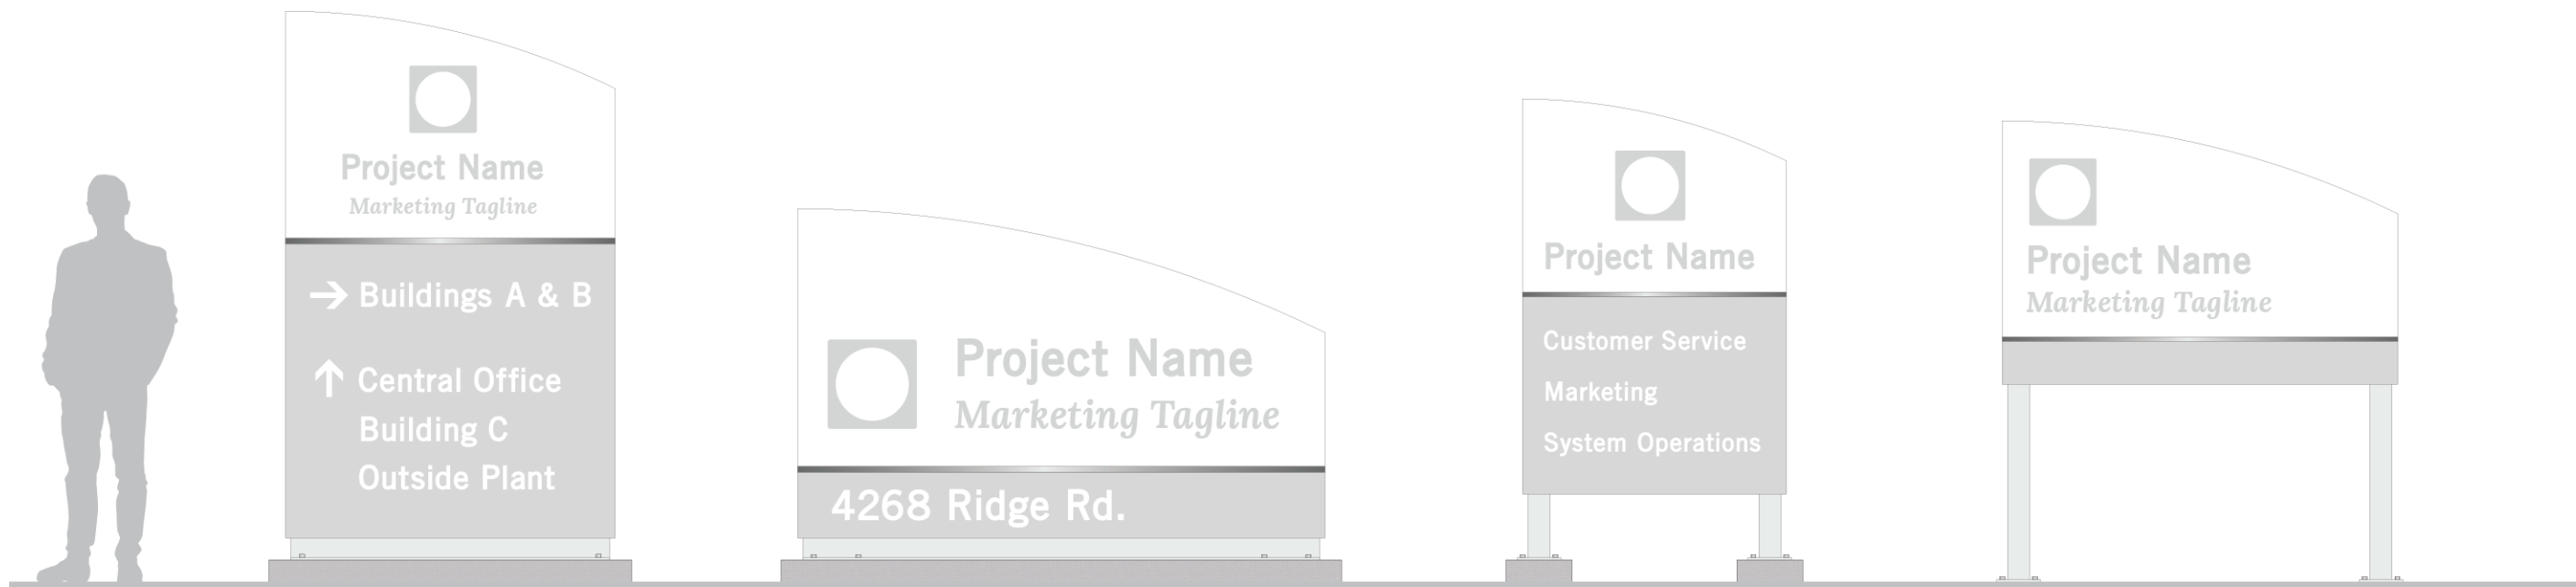 Project Name
Marketing Tagline
→ Buildings A & B
↑ Central Office
Building C
Outside Plant
Project Name
Marketing Tagline
4268 Ridge Rd.
Project Name
Customer Service
Marketing
System Operations
Project Name
Marketing Tagline